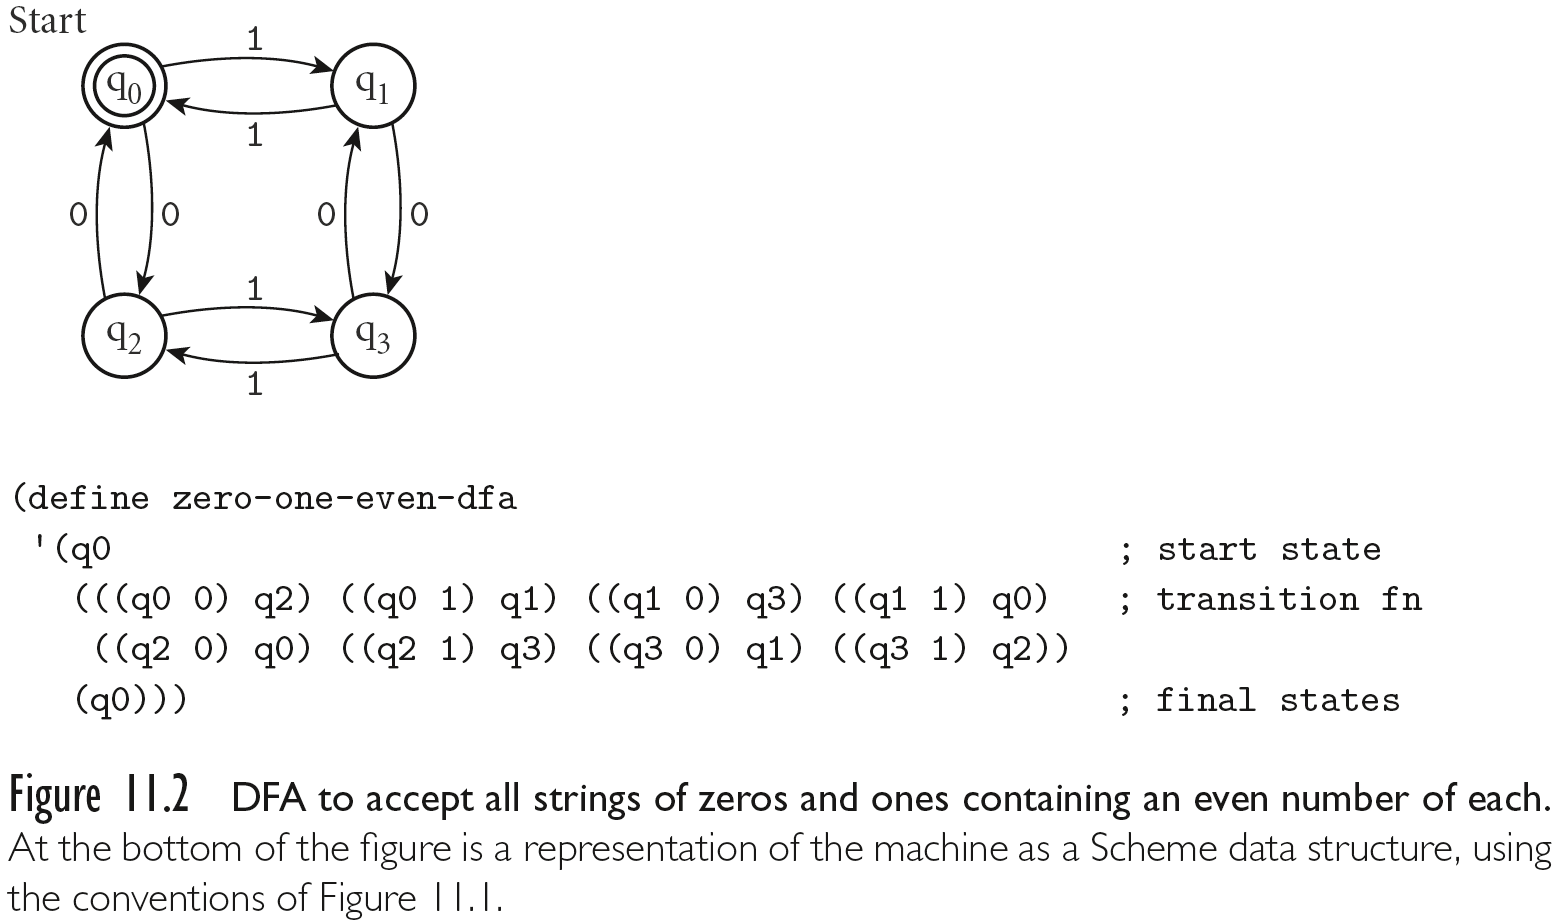 Start
1
q0 q1
1
0 0 0 0
1
q2 q3
1
(define zero-one-even-dfa
'(q0 ; start state
(((q0 0) q2) ((q0 1) q1) ((q1 0) q3) ((q1 1) q0) ; transition fn
((q2 0) q0) ((q2 1) q3) ((q3 0) q1) ((q3 1) q2))
(q0))) ; final states
Figure 11.2 DFA to accept all strings of zeros and ones containing an even number of each.
At the bottom of the figure is a representation of the machine as a Scheme data structure, using
the conventions of Figure 11.1.